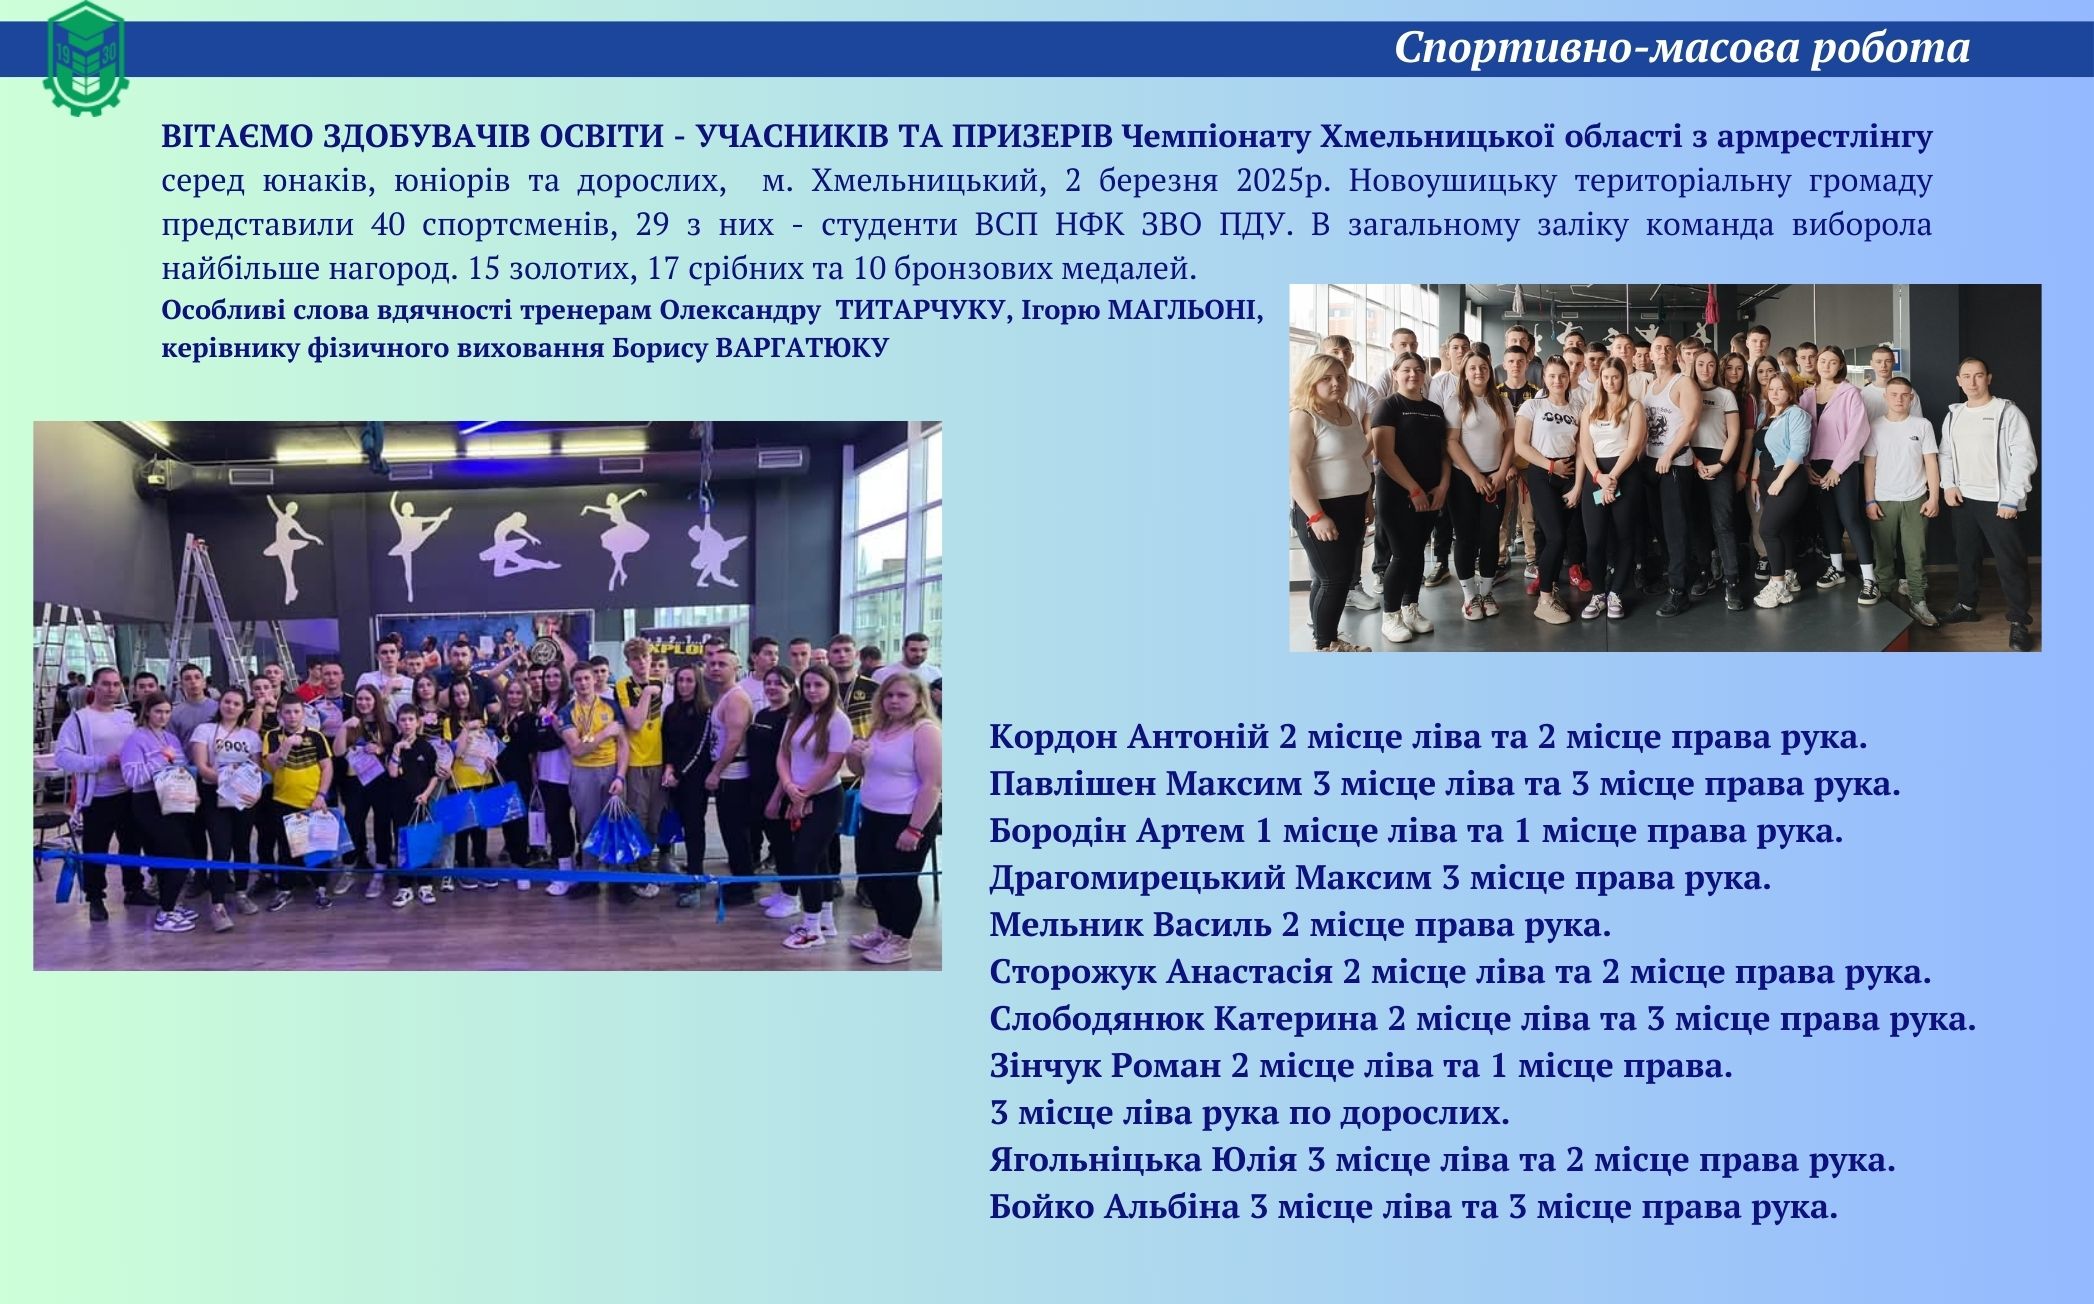 Спортивно-масова робота
19 30
ВІТАЄМО ЗДОБУВАЧІВ ОСВІТИ - УЧАСНИКІВ ТА ПРИЗЕРІВ Чемпіонату Хмельницької області з армрестлінгу
серед юнаків, юніорів та дорослих, м. Хмельницький, 2 березня 2025р. Новоушицьку територіальну громаду
представили 40 спортсменів, 29 з них - студенти ВСП НФК ЗВО ПДУ. В загальному заліку команда виборола
найбільше нагород. 15 золотих, 17 срібних та 10 бронзових медалей.
Особливі слова вдячності тренерам Олександру ТИТАРЧУКУ, Ігорю МАГЛЬОНІ,
керівнику фізичного виховання Борису ВАРГАТЮКУ
Кордон Антоній 2 місце ліва та 2 місце права рука.
Павлішен Максим 3 місце ліва та 3 місце права рука.
Бородін Артем 1 місце ліва та 1 місце права рука.
Драгомирецький Максим 3 місце права рука.
Мельник Василь 2 місце права рука.
Сторожук Анастасія 2 місце ліва та 2 місце права рука.
Слободянюк Катерина 2 місце ліва та 3 місце права рука.
Зінчук Роман 2 місце ліва та 1 місце права.
3 місце ліва рука по дорослих.
Ягольніцька Юлія 3 місце ліва та 2 місце права рука.
Бойко Альбіна 3 місце ліва та 3 місце права рука.